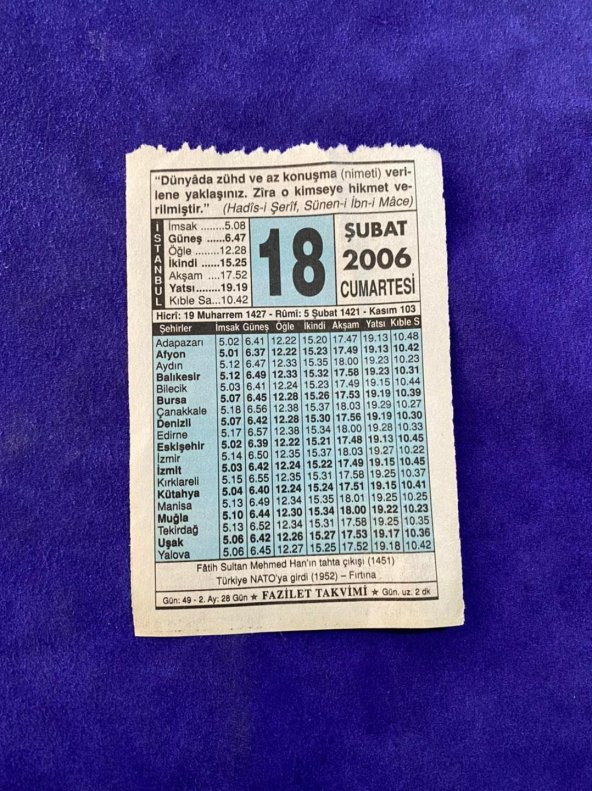 "Dünyâda zühd ve az konuşma (nimeti) veri-
lene yaklaşınız. Zîra o kimseye hikmet ve-
rilmiştir." (Hadîs-i Şerîf, Sünen-i İbn-i Mâce)
İSTANBUL
İmsak ........5.08
Güneş ......6.47
Öğle ........12.28
İkindi ......15.25
Akşam ....17.52
Yatsı........19.19
Kıble Sa...10.42
18
ŞUBAT
2006
CUMARTESİ
Hicrî: 19 Muharrem 1427 - Rûmî: 5 Şubat 1421 - Kasım 103
Şehirler İmsak Güneş Öğle İkindi Akşam Yatsı Kıble S
Adapazarı 5.02 6.41 12.22 15.20 17.47 19.13 10.48
Afyon 5.01 6.37 12.22 15.23 17.49 19.13 10.42
Aydın 5.12 6.47 12.33 15.35 18.00 19.23 10.23
Balıkesir 5.12 6.49 12.33 15.32 17.58 19.23 10.31
Bilecik 5.03 6.41 12.24 15.23 17.49 19.15 10.44
Bursa 5.07 6.45 12.28 15.26 17.53 19.19 10.39
Çanakkale 5.18 6.56 12.38 15.37 18.03 19.29 10.27
Denizli 5.07 6.42 12.28 15.30 17.56 19.19 10.30
Edirne 5.17 6.57 12.38 15.34 18.00 19.28 10.33
Eskişehir 5.02 6.39 12.22 15.21 17.48 19.13 10.45
İzmir 5.14 6.50 12.35 15.37 18.03 19.27 10.22
İzmit 5.03 6.42 12.24 15.22 17.49 19.15 10.45
Kırklareli 5.15 6.55 12.35 15.31 17.58 19.25 10.37
Kütahya 5.04 6.40 12.24 15.24 17.51 19.15 10.41
Manisa 5.13 6.49 12.34 15.35 18.01 19.25 10.25
Muğla 5.10 6.44 12.30 15.34 18.00 19.22 10.23
Tekirdağ 5.13 6.52 12.34 15.31 17.58 19.25 10.35
Uşak 5.06 6.42 12.26 15.27 17.53 19.17 10.36
Yalova 5.06 6.45 12.27 15.25 17.52 19.18 10.42
Fâtih Sultan Mehmed Han'ın tahta çıkışı (1451)
Türkiye NATO'ya girdi (1952) – Fırtına
Gün: 49 - 2. Ay: 28 Gün ★ FAZİLET TAKVİMİ ★ Gün. uz. 2 dk